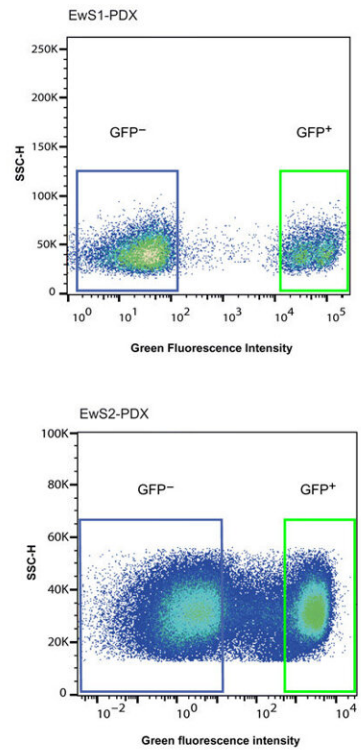 EwS1-PDX
250K
GFP⁻ GFP⁺
200K
150K
100K
50K
0
SSC-H
10⁰ 10¹ 10² 10³ 10⁴ 10⁵
Green Fluorescence Intensity
EwS2-PDX
100K
GFP⁻ GFP⁺
80K
60K
40K
20K
0
SSC-H
10⁻² 10⁰ 10² 10⁴
Green fluorescence intensity